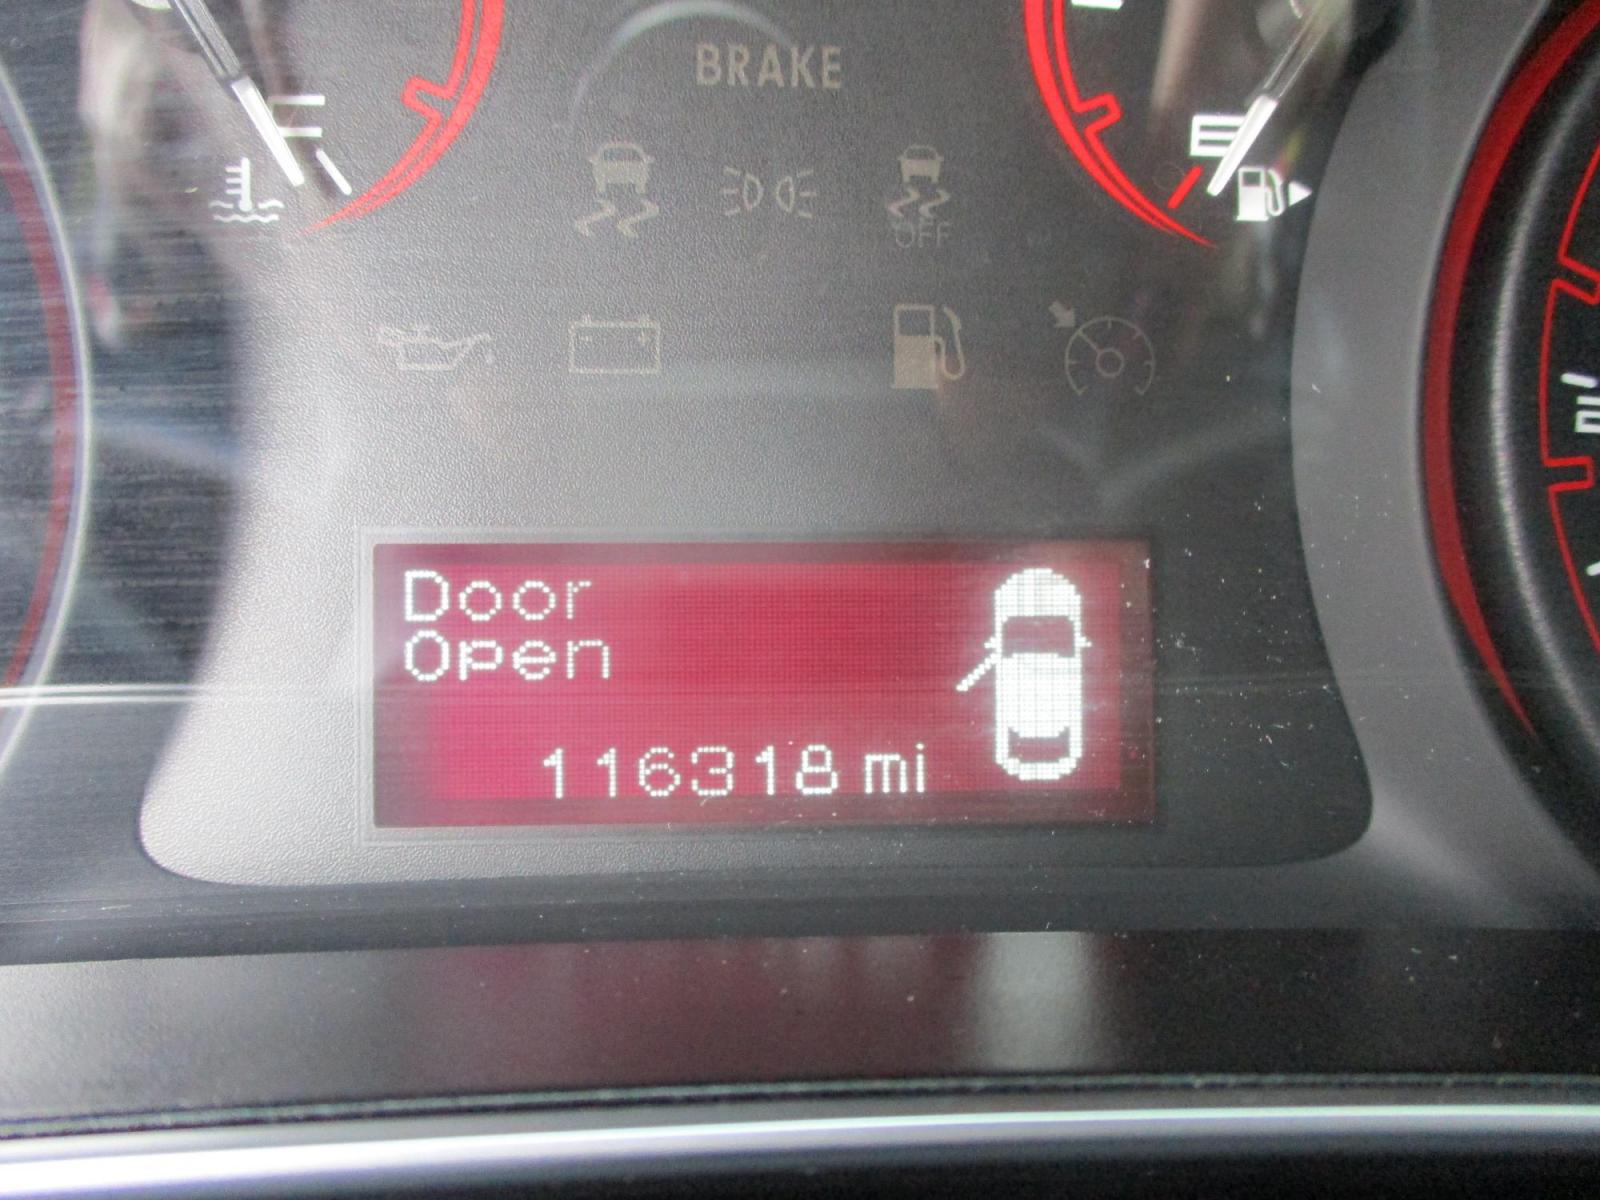 BRAKE
E
OFF
Door
Open
116318 mi